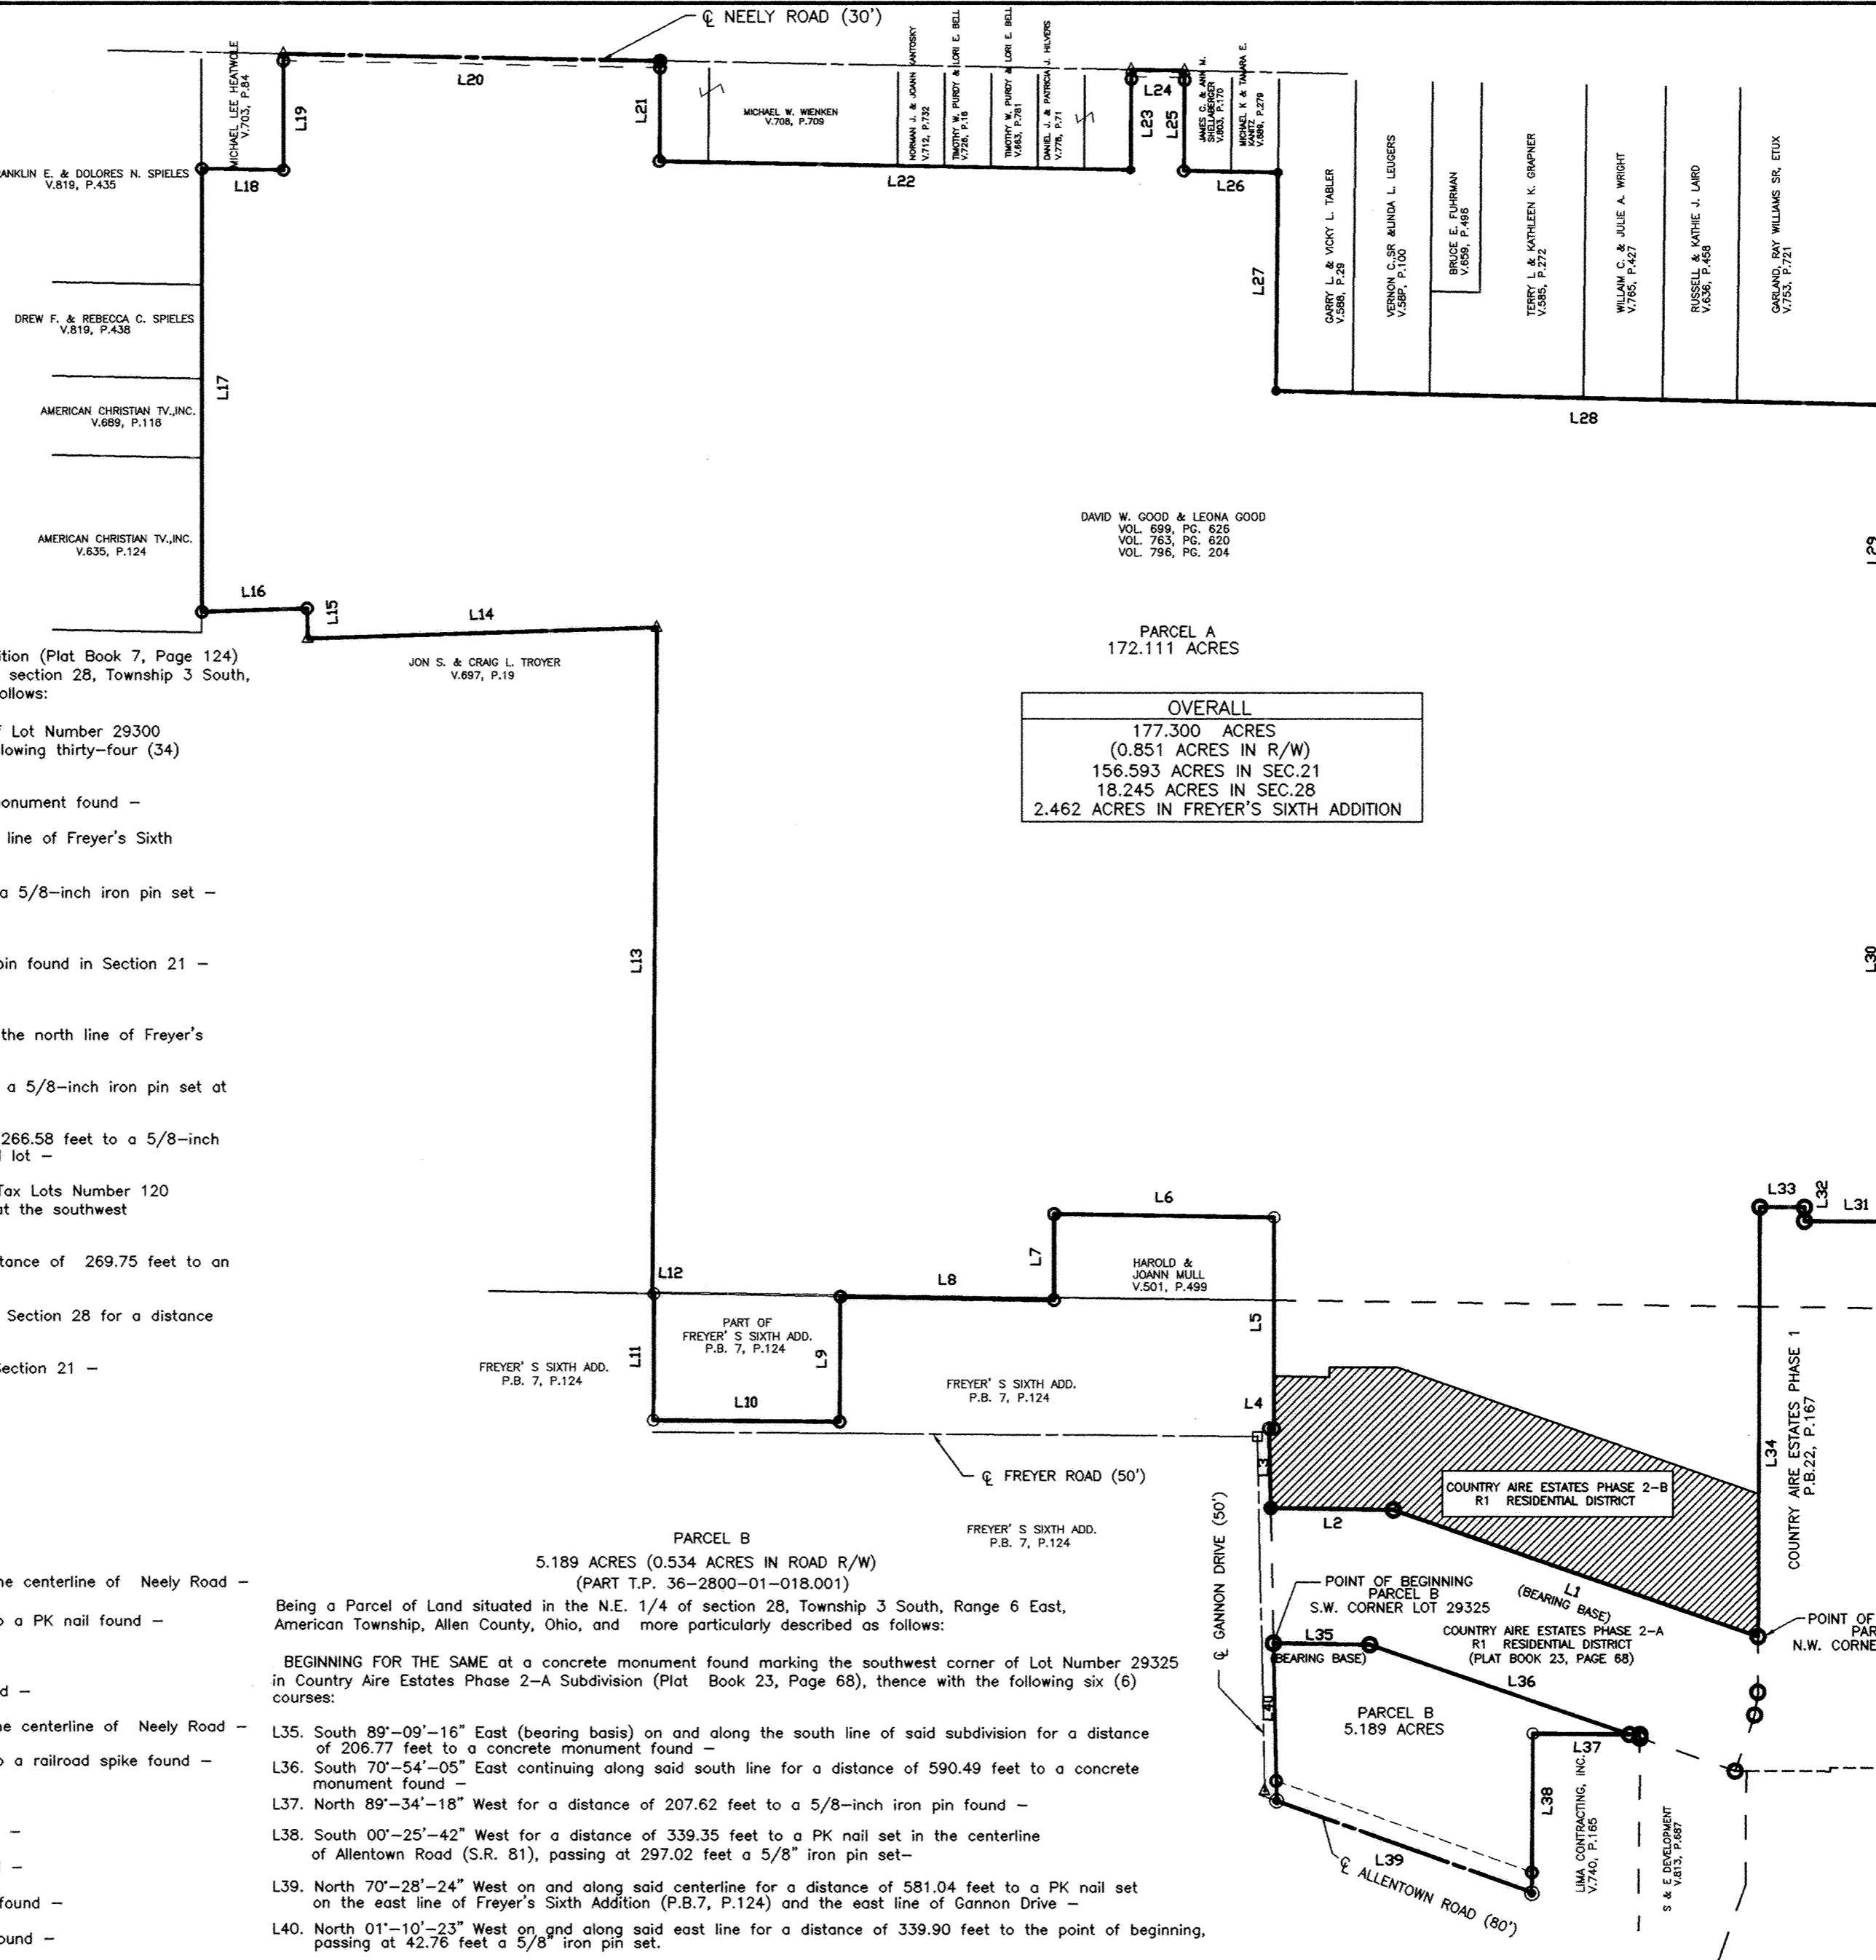 ℄ NEELY ROAD (30')
MICHAEL LEE HEATWOLE
V.703, P.84
L19
L20
L21
L18
MICHAEL W. WIENKEN
V.708, P.709
NORMAN J. & JOANN KANTOSKY
V.712, P.732
TIMOTHY W. PURDY & LORI E. BELL
V.726, P.16
TIMOTHY W. PURDY & LORI E. BELL
V.663, P.781
DANIEL J. & PATRICIA J. HILVERS
V.778, P.71
L22
L23
L24
L25
JAMES C. & ANN M.
SHELLABERGER
V.803, P.170
MICHAEL K & TAMARA E.
KANITZ
V.689, P.279
L26
L27
GARRY L. & VICKY L. TABLER
V.588, P.29
VERNON C.,SR &LINDA L. LEUGERS
V.58P, P.100
BRUCE E. FUHRMAN
V.659, P.496
TERRY L & KATHLEEN K. GRAPNER
V.585, P.272
WILLAIM C. & JULIE A. WRIGHT
V.765, P.427
RUSSELL & KATHIE J. LAIRD
V.636, P.458
GARLAND, RAY WILLIAMS SR, ETUX
V.753, P.721
L28
L29
L30
ANKLIN E. & DOLORES N. SPIELES
V.819, P.435
DREW F. & REBECCA C. SPIELES
V.819, P.438
L17
AMERICAN CHRISTIAN TV.,INC.
V.689, P.118
AMERICAN CHRISTIAN TV.,INC.
V.635, P.124
L16
L15
L14
JON S. & CRAIG L. TROYER
V.697, P.19
L13
DAVID W. GOOD & LEONA GOOD
VOL. 699, PG. 626
VOL. 763, PG. 620
VOL. 796, PG. 204
PARCEL A
172.111 ACRES
OVERALL
177.300 ACRES
(0.851 ACRES IN R/W)
156.593 ACRES IN SEC.21
18.245 ACRES IN SEC.28
2.462 ACRES IN FREYER'S SIXTH ADDITION
ition (Plat Book 7, Page 124)
section 28, Township 3 South,
ollows:
f Lot Number 29300
lowing thirty-four (34)
onument found -
line of Freyer's Sixth
a 5/8-inch iron pin set -
pin found in Section 21 -
the north line of Freyer's
a 5/8-inch iron pin set at
266.58 feet to a 5/8-inch
lot -
Tax Lots Number 120
at the southwest
tance of 269.75 feet to an
Section 28 for a distance
Section 21 -
he centerline of Neely Road -
o a PK nail found -
d -
he centerline of Neely Road -
o a railroad spike found -
-
-
found -
ound -
L12
L11
PART OF
FREYER' S SIXTH ADD.
P.B. 7, P.124
L10
L9
L8
L7
L6
HAROLD &
JOANN MULL
V.501, P.499
L5
L4
L3
FREYER' S SIXTH ADD.
P.B. 7, P.124
FREYER' S SIXTH ADD.
P.B. 7, P.124
℄ FREYER ROAD (50')
FREYER' S SIXTH ADD.
P.B. 7, P.124
℄ GANNON DRIVE (50')
L33
L32
L31
L34
COUNTRY AIRE ESTATES PHASE 1
P.B.22, P.167
COUNTRY AIRE ESTATES PHASE 2-B
R1 RESIDENTIAL DISTRICT
L2
L1
(BEARING BASE)
POINT OF BEGINNING
PARCEL B
S.W. CORNER LOT 29325
COUNTRY AIRE ESTATES PHASE 2-A
R1 RESIDENTIAL DISTRICT
(PLAT BOOK 23, PAGE 68)
POINT OF
PAR
N.W. CORNE
L35
(BEARING BASE)
L36
L40
PARCEL B
5.189 ACRES
L37
L38
L39
℄ ALLENTOWN ROAD (80')
LIMA CONTRACTING, INC.
V.740, P.165
S & E DEVELOPMENT
V.813, P.687
PARCEL B
5.189 ACRES (0.534 ACRES IN ROAD R/W)
(PART T.P. 36-2800-01-018.001)
Being a Parcel of Land situated in the N.E. 1/4 of section 28, Township 3 South, Range 6 East,
American Township, Allen County, Ohio, and more particularly described as follows:
BEGINNING FOR THE SAME at a concrete monument found marking the southwest corner of Lot Number 29325
in Country Aire Estates Phase 2-A Subdivision (Plat Book 23, Page 68), thence with the following six (6)
courses:
L35. South 89°-09'-16" East (bearing basis) on and along the south line of said subdivision for a distance
of 206.77 feet to a concrete monument found -
L36. South 70°-54'-05" East continuing along said south line for a distance of 590.49 feet to a concrete
monument found -
L37. North 89°-34'-18" West for a distance of 207.62 feet to a 5/8-inch iron pin found -
L38. South 00°-25'-42" West for a distance of 339.35 feet to a PK nail set in the centerline
of Allentown Road (S.R. 81), passing at 297.02 feet a 5/8" iron pin set-
L39. North 70°-28'-24" West on and along said centerline for a distance of 581.04 feet to a PK nail set
on the east line of Freyer's Sixth Addition (P.B.7, P.124) and the east line of Gannon Drive -
L40. North 01°-10'-23" West on and along said east line for a distance of 339.90 feet to the point of beginning,
passing at 42.76 feet a 5/8" iron pin set.